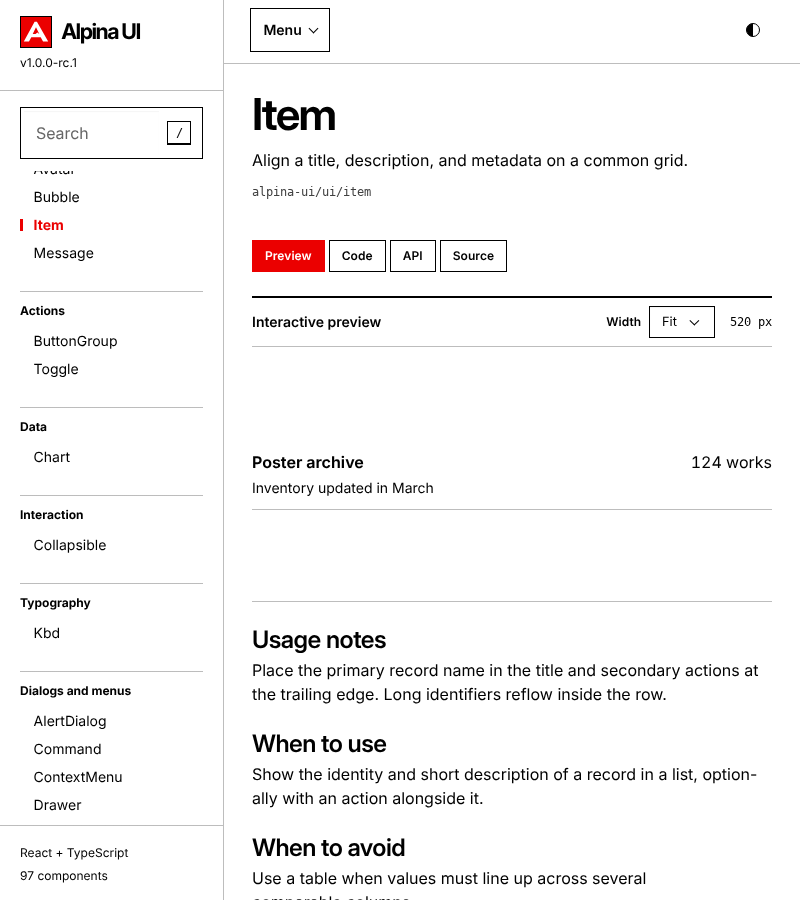 Alpina UI
v1.0.0-rc.1
Search
/
Avatar
Bubble
Item
Message
Actions
ButtonGroup
Toggle
Data
Chart
Interaction
Collapsible
Typography
Kbd
Dialogs and menus
AlertDialog
Command
ContextMenu
Drawer
React + TypeScript
97 components
Menu
Item
Align a title, description, and metadata on a common grid.
alpina-ui/ui/item
Preview
Code
API
Source
Interactive preview
Width
Fit
520 px
Poster archive
124 works
Inventory updated in March
Usage notes
Place the primary record name in the title and secondary actions at
the trailing edge. Long identifiers reflow inside the row.
When to use
Show the identity and short description of a record in a list, option-
ally with an action alongside it.
When to avoid
Use a table when values must line up across several
comparable columns.